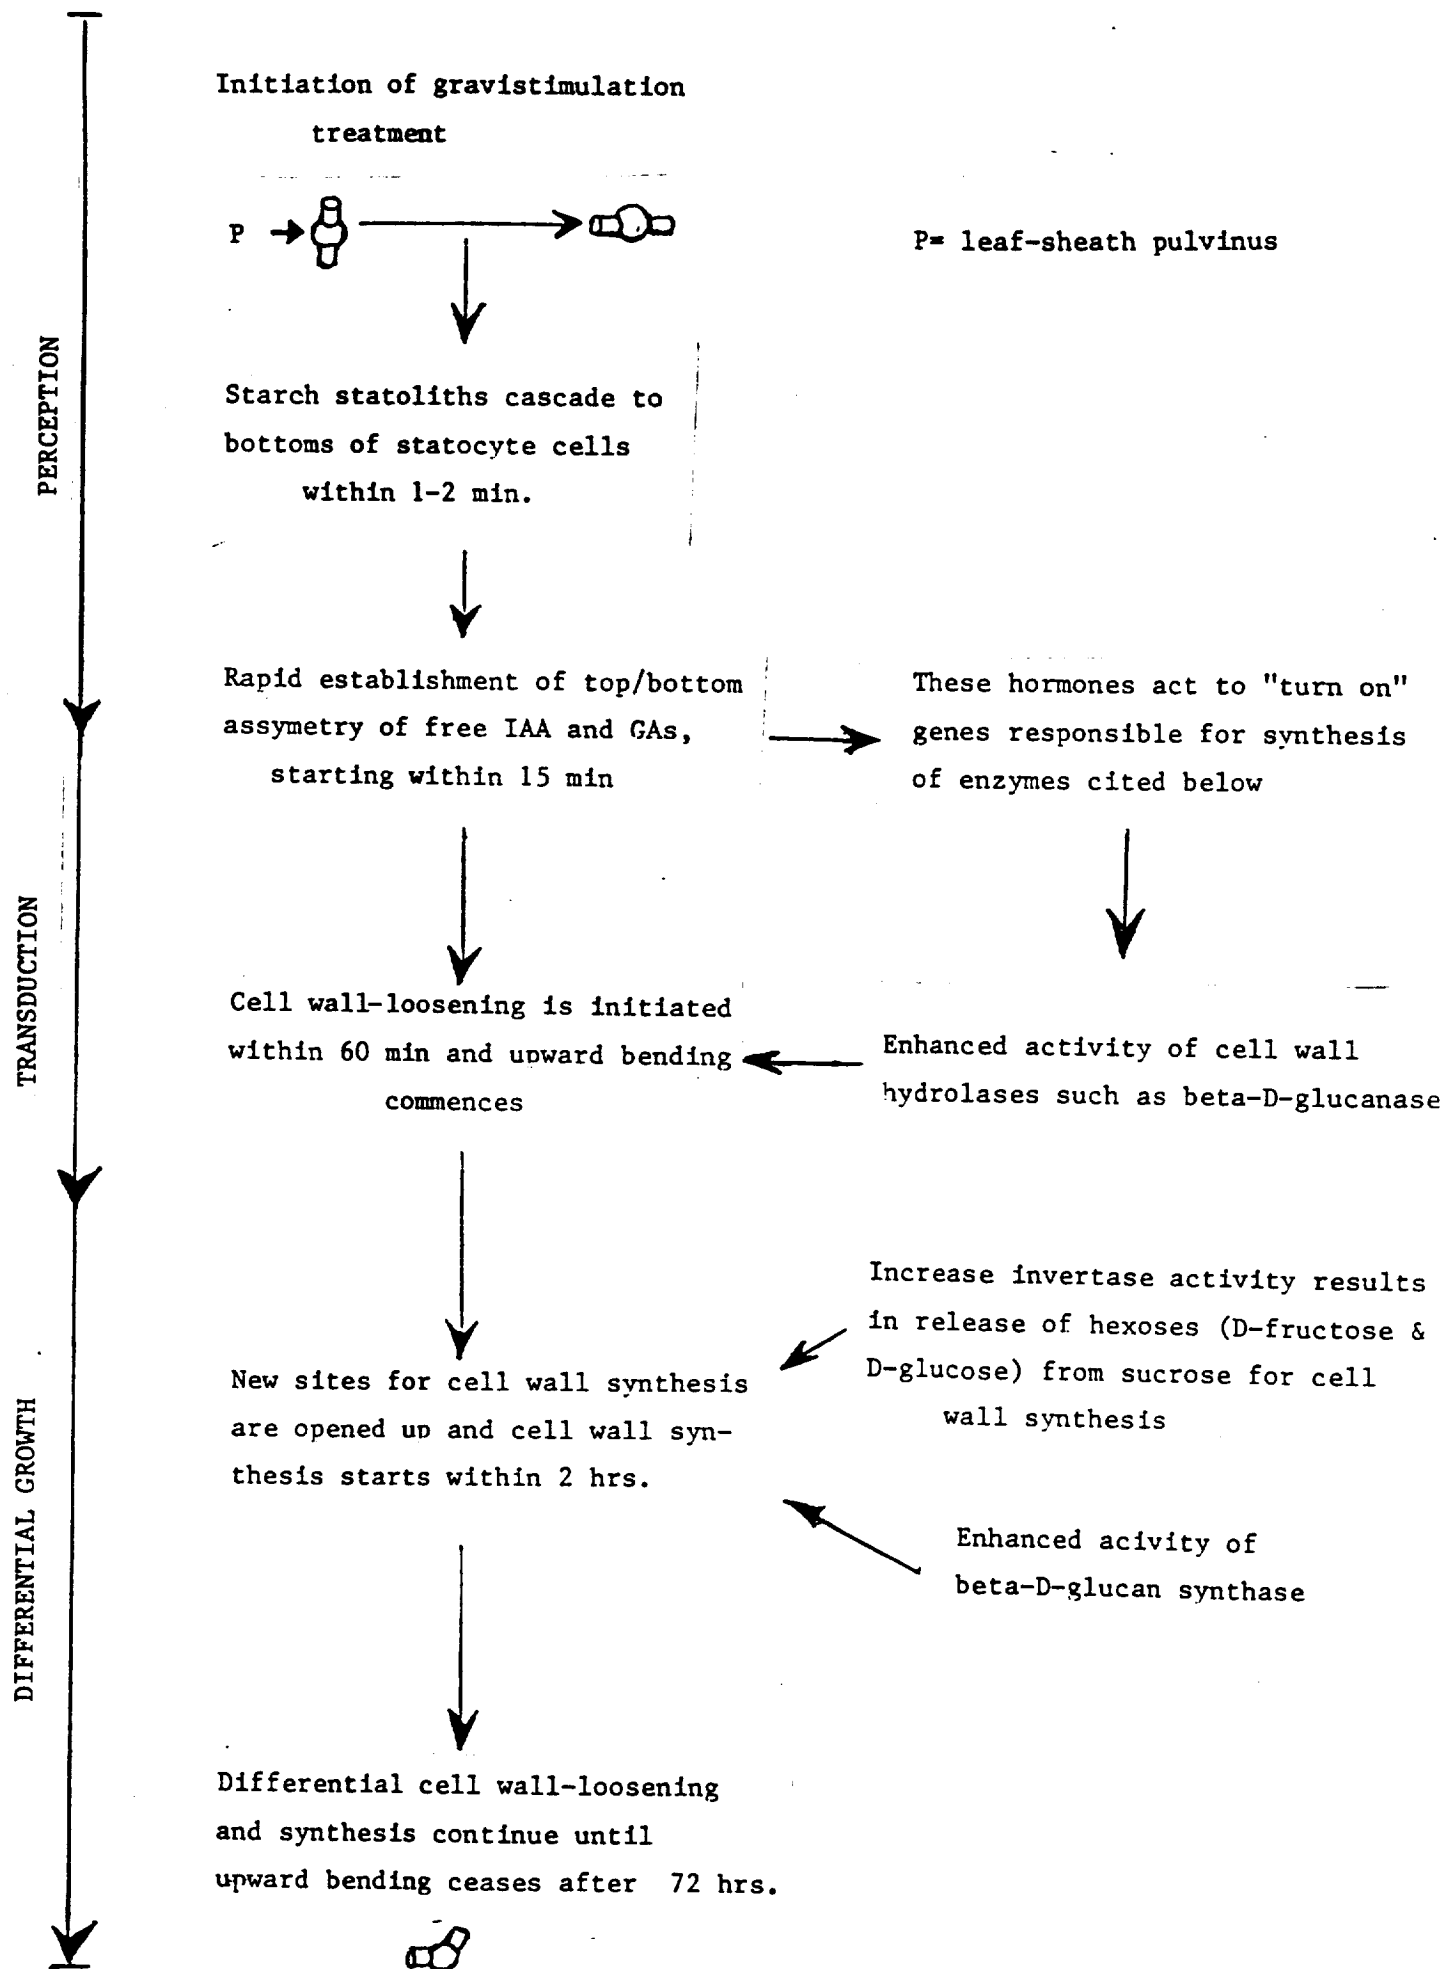 Initiation of gravistimulation
treatment
P
P= leaf-sheath pulvinus
PERCEPTION
Starch statoliths cascade to
bottoms of statocyte cells
within 1-2 min.
Rapid establishment of top/bottom
assymetry of free IAA and GAs,
starting within 15 min
These hormones act to "turn on"
genes responsible for synthesis
of enzymes cited below
TRANSDUCTION
Cell wall-loosening is initiated
within 60 min and upward bending
commences
Enhanced activity of cell wall
hydrolases such as beta-D-glucanase
Increase invertase activity results
in release of hexoses (D-fructose &
D-glucose) from sucrose for cell
wall synthesis
DIFFERENTIAL GROWTH
New sites for cell wall synthesis
are opened up and cell wall syn-
thesis starts within 2 hrs.
Enhanced acivity of
beta-D-glucan synthase
Differential cell wall-loosening
and synthesis continue until
upward bending ceases after 72 hrs.